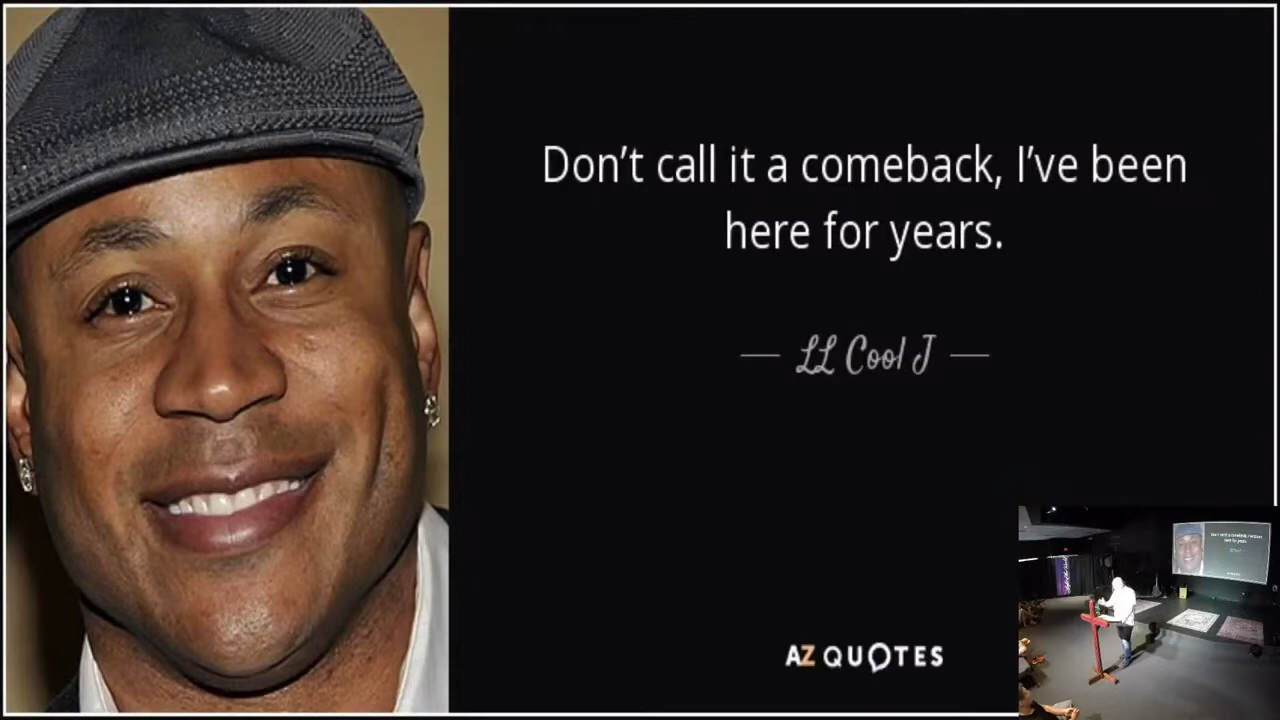 Don't call it a comeback, I've been
here for years.
— LL Cool J —
AZ QUOTES